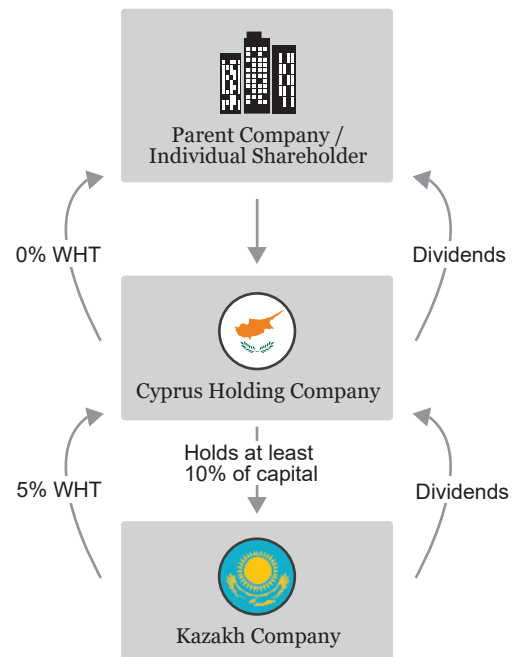 Parent Company /
Individual Shareholder
0% WHT
Dividends
Cyprus Holding Company
Holds at least
10% of capital
5% WHT
Dividends
Kazakh Company